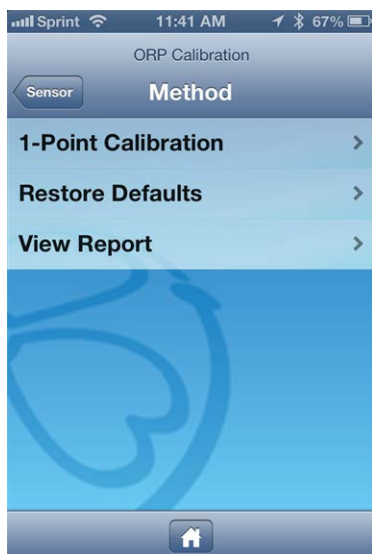 Sprint 11:41 AM 67%
ORP Calibration
Sensor Method
1-Point Calibration
Restore Defaults
View Report